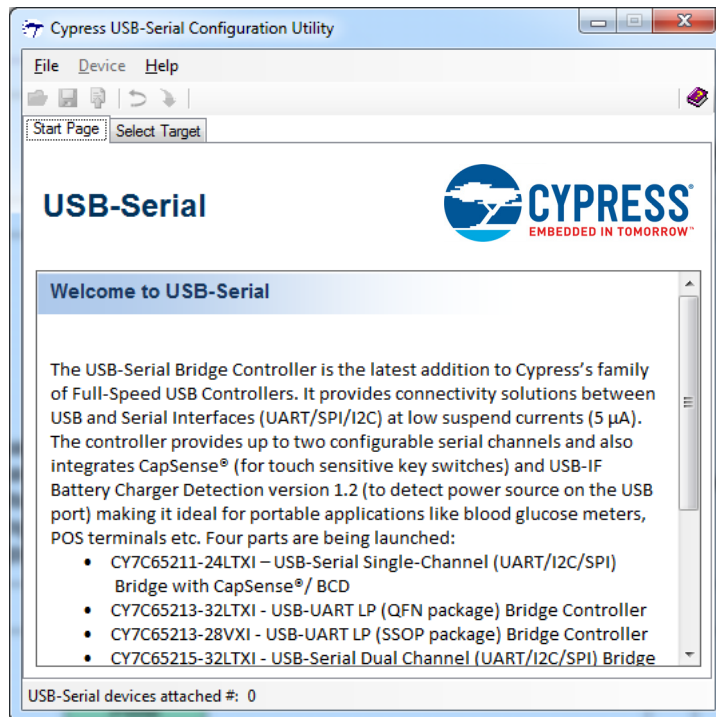 Cypress USB-Serial Configuration Utility
File Device Help
Start Page Select Target
USB-Serial
CYPRESS®
EMBEDDED IN TOMORROW™
Welcome to USB-Serial
The USB-Serial Bridge Controller is the latest addition to Cypress's family
of Full-Speed USB Controllers. It provides connectivity solutions between
USB and Serial Interfaces (UART/SPI/I2C) at low suspend currents (5 µA).
The controller provides up to two configurable serial channels and also
integrates CapSense® (for touch sensitive key switches) and USB-IF
Battery Charger Detection version 1.2 (to detect power source on the USB
port) making it ideal for portable applications like blood glucose meters,
POS terminals etc. Four parts are being launched:
• CY7C65211-24LTXI – USB-Serial Single-Channel (UART/I2C/SPI)
Bridge with CapSense®/ BCD
• CY7C65213-32LTXI - USB-UART LP (QFN package) Bridge Controller
• CY7C65213-28VXI - USB-UART LP (SSOP package) Bridge Controller
• CY7C65215-32LTXI - USB-Serial Dual Channel (UART/I2C/SPI) Bridge
USB-Serial devices attached #: 0